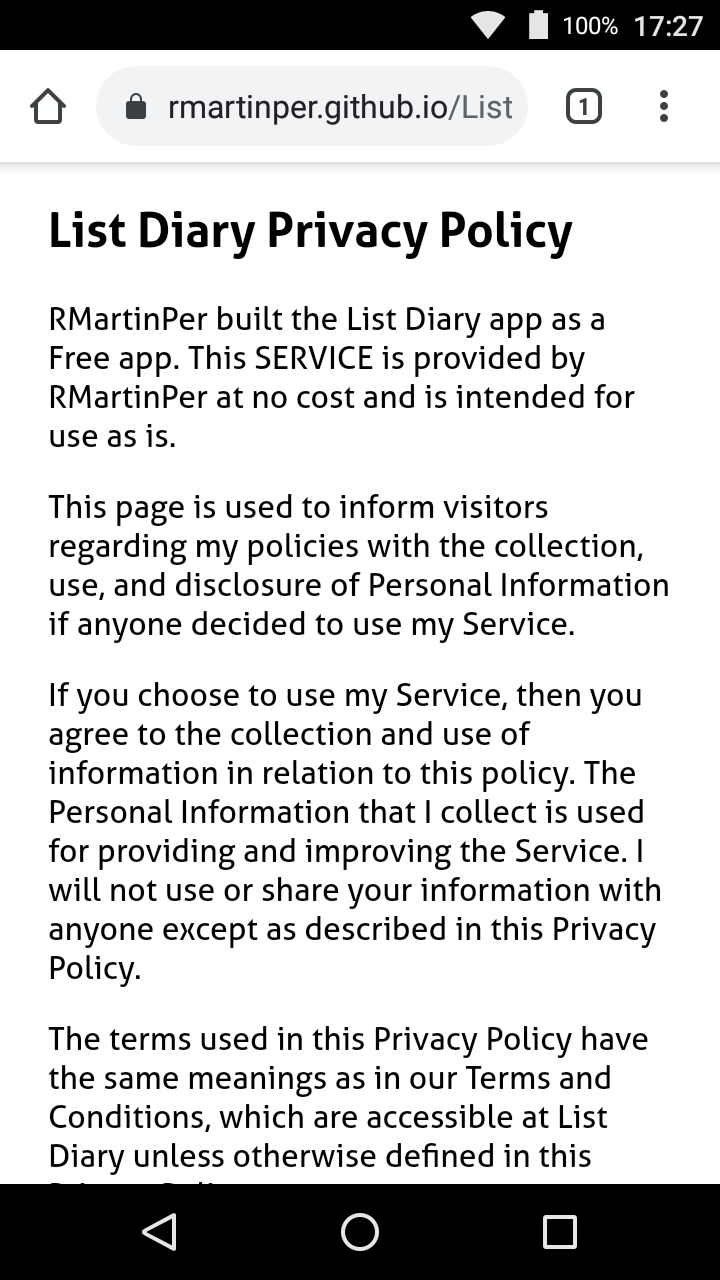 100% 17:27
rmartinper.github.io/List
1
List Diary Privacy Policy
RMartinPer built the List Diary app as a
Free app. This SERVICE is provided by
RMartinPer at no cost and is intended for
use as is.
This page is used to inform visitors
regarding my policies with the collection,
use, and disclosure of Personal Information
if anyone decided to use my Service.
If you choose to use my Service, then you
agree to the collection and use of
information in relation to this policy. The
Personal Information that I collect is used
for providing and improving the Service. I
will not use or share your information with
anyone except as described in this Privacy
Policy.
The terms used in this Privacy Policy have
the same meanings as in our Terms and
Conditions, which are accessible at List
Diary unless otherwise defined in this